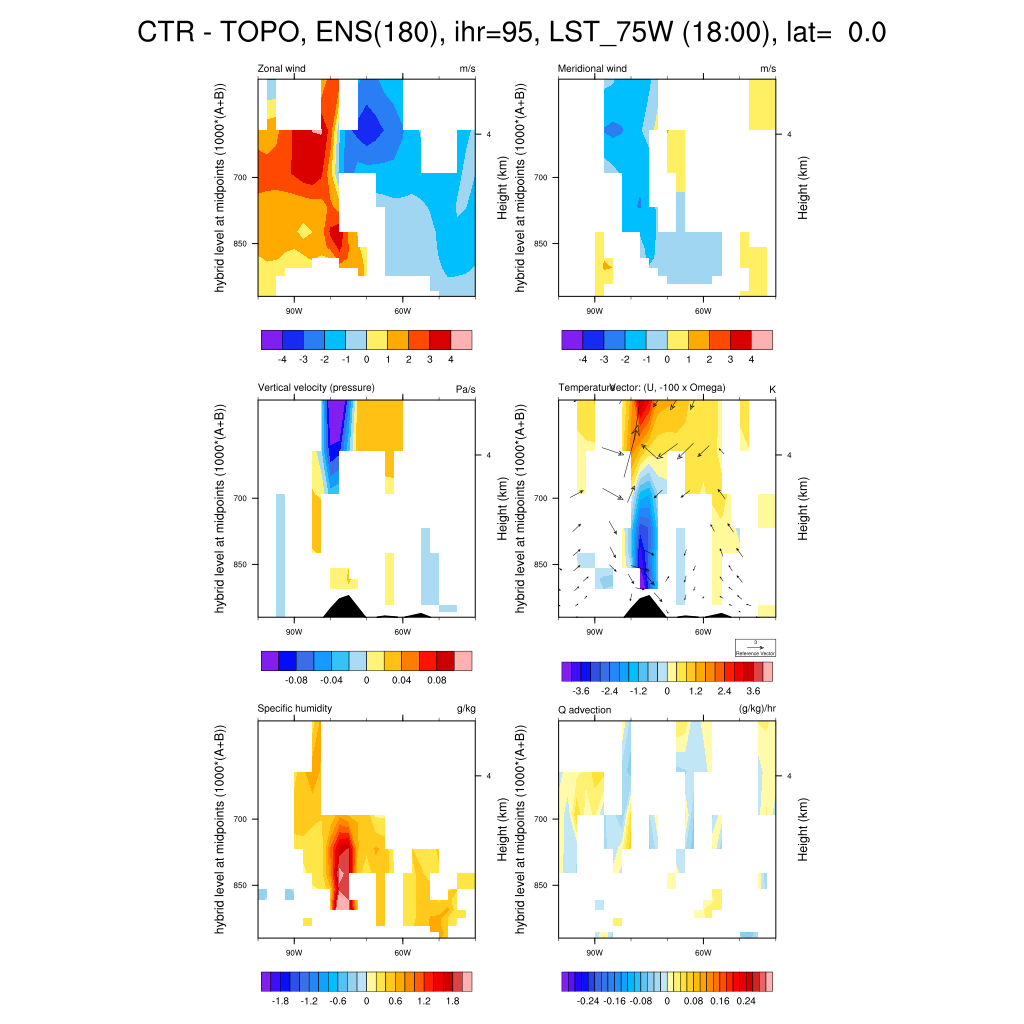 CTR - TOPO, ENS(180), ihr=95, LST_75W (18:00), lat= 0.0
Zonal wind m/s
hybrid level at midpoints (1000*(A+B))
700
850
4
Height (km)
90W 60W
-4 -3 -2 -1 0 1 2 3 4
Meridional wind m/s
hybrid level at midpoints (1000*(A+B))
700
850
4
Height (km)
90W 60W
-4 -3 -2 -1 0 1 2 3 4
Vertical velocity (pressure) Pa/s
hybrid level at midpoints (1000*(A+B))
700
850
4
Height (km)
90W 60W
-0.08 -0.04 0 0.04 0.08
Temperature Vector: (U, -100 x Omega) K
hybrid level at midpoints (1000*(A+B))
700
850
4
Height (km)
90W 60W
3
Reference Vector
-3.6 -2.4 -1.2 0 1.2 2.4 3.6
Specific humidity g/kg
hybrid level at midpoints (1000*(A+B))
700
850
4
Height (km)
90W 60W
-1.8 -1.2 -0.6 0 0.6 1.2 1.8
Q advection (g/kg)/hr
hybrid level at midpoints (1000*(A+B))
700
850
4
Height (km)
90W 60W
-0.24 -0.16 -0.08 0 0.08 0.16 0.24